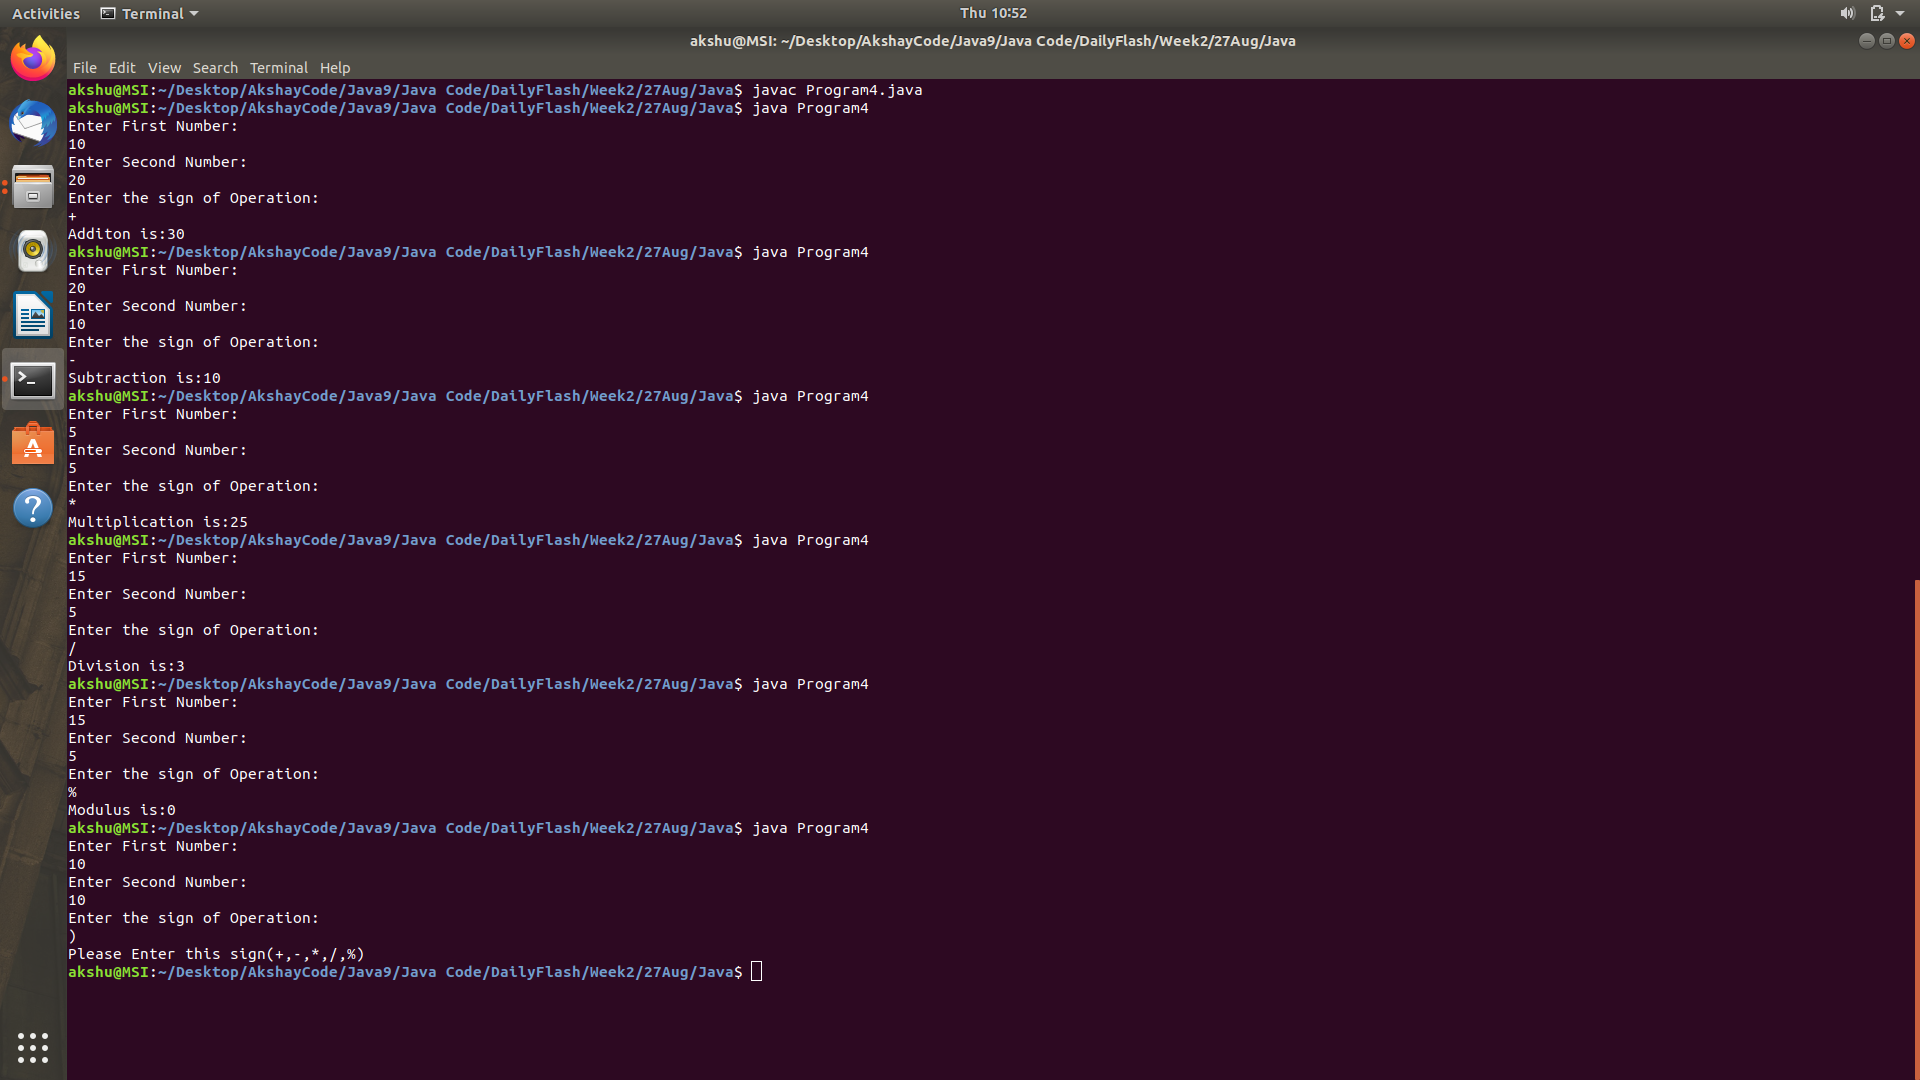 Activities Terminal Thu 10:52
akshu@MSI: ~/Desktop/AkshayCode/Java9/Java Code/DailyFlash/Week2/27Aug/Java
File Edit View Search Terminal Help
akshu@MSI:~/Desktop/AkshayCode/Java9/Java Code/DailyFlash/Week2/27Aug/Java$ javac Program4.java
akshu@MSI:~/Desktop/AkshayCode/Java9/Java Code/DailyFlash/Week2/27Aug/Java$ java Program4
Enter First Number:
10
Enter Second Number:
20
Enter the sign of Operation:
+
Additon is:30
akshu@MSI:~/Desktop/AkshayCode/Java9/Java Code/DailyFlash/Week2/27Aug/Java$ java Program4
Enter First Number:
20
Enter Second Number:
10
Enter the sign of Operation:
-
Subtraction is:10
akshu@MSI:~/Desktop/AkshayCode/Java9/Java Code/DailyFlash/Week2/27Aug/Java$ java Program4
Enter First Number:
5
Enter Second Number:
5
Enter the sign of Operation:
*
Multiplication is:25
akshu@MSI:~/Desktop/AkshayCode/Java9/Java Code/DailyFlash/Week2/27Aug/Java$ java Program4
Enter First Number:
15
Enter Second Number:
5
Enter the sign of Operation:
/
Division is:3
akshu@MSI:~/Desktop/AkshayCode/Java9/Java Code/DailyFlash/Week2/27Aug/Java$ java Program4
Enter First Number:
15
Enter Second Number:
5
Enter the sign of Operation:
%
Modulus is:0
akshu@MSI:~/Desktop/AkshayCode/Java9/Java Code/DailyFlash/Week2/27Aug/Java$ java Program4
Enter First Number:
10
Enter Second Number:
10
Enter the sign of Operation:
)
Please Enter this sign(+,-,*,/,%)
akshu@MSI:~/Desktop/AkshayCode/Java9/Java Code/DailyFlash/Week2/27Aug/Java$